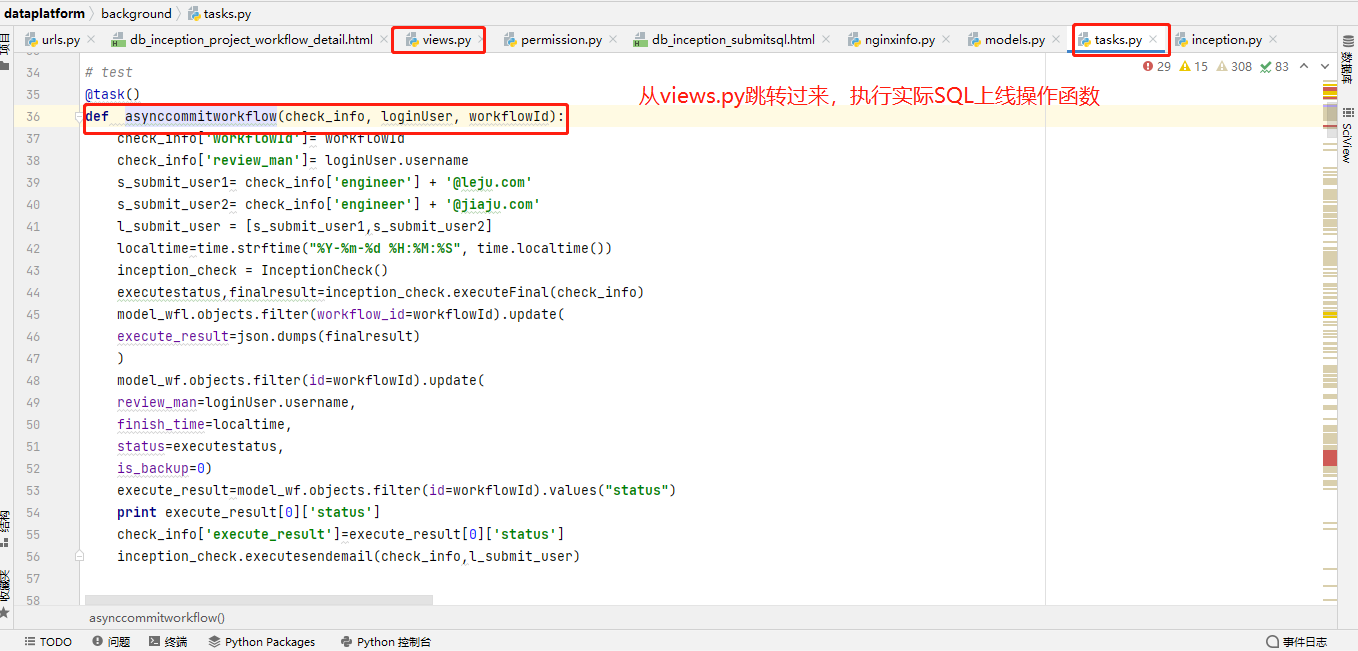 dataplatform 〉 background 〉 tasks.py
urls.py db_inception_project_workflow_detail.html views.py permission.py db_inception_submitsql.html nginxinfo.py models.py tasks.py inception.py
29 15 308 83
项目
数据库
SciView
从views.py跳转过来，执行实际SQL上线操作函数
34 # test
35 @task()
36 def asynccommitworkflow(check_info, loginUser, workflowId):
37 check_info['workflowId']= workflowId
38 check_info['review_man']= loginUser.username
39 s_submit_user1= check_info['engineer'] + '@leju.com'
40 s_submit_user2= check_info['engineer'] + '@jiaju.com'
41 l_submit_user = [s_submit_user1,s_submit_user2]
42 localtime=time.strftime("%Y-%m-%d %H:%M:%S", time.localtime())
43 inception_check = InceptionCheck()
44 executestatus,finalresult=inception_check.executeFinal(check_info)
45 model_wfl.objects.filter(workflow_id=workflowId).update(
46 execute_result=json.dumps(finalresult)
47 )
48 model_wf.objects.filter(id=workflowId).update(
49 review_man=loginUser.username,
50 finish_time=localtime,
51 status=executestatus,
52 is_backup=0)
53 execute_result=model_wf.objects.filter(id=workflowId).values("status")
54 print execute_result[0]['status']
55 check_info['execute_result']=execute_result[0]['status']
56 inception_check.executesendemail(check_info,l_submit_user)
57
58
结构
收藏夹
asynccommitworkflow()
TODO 问题 终端 Python Packages Python 控制台 事件日志